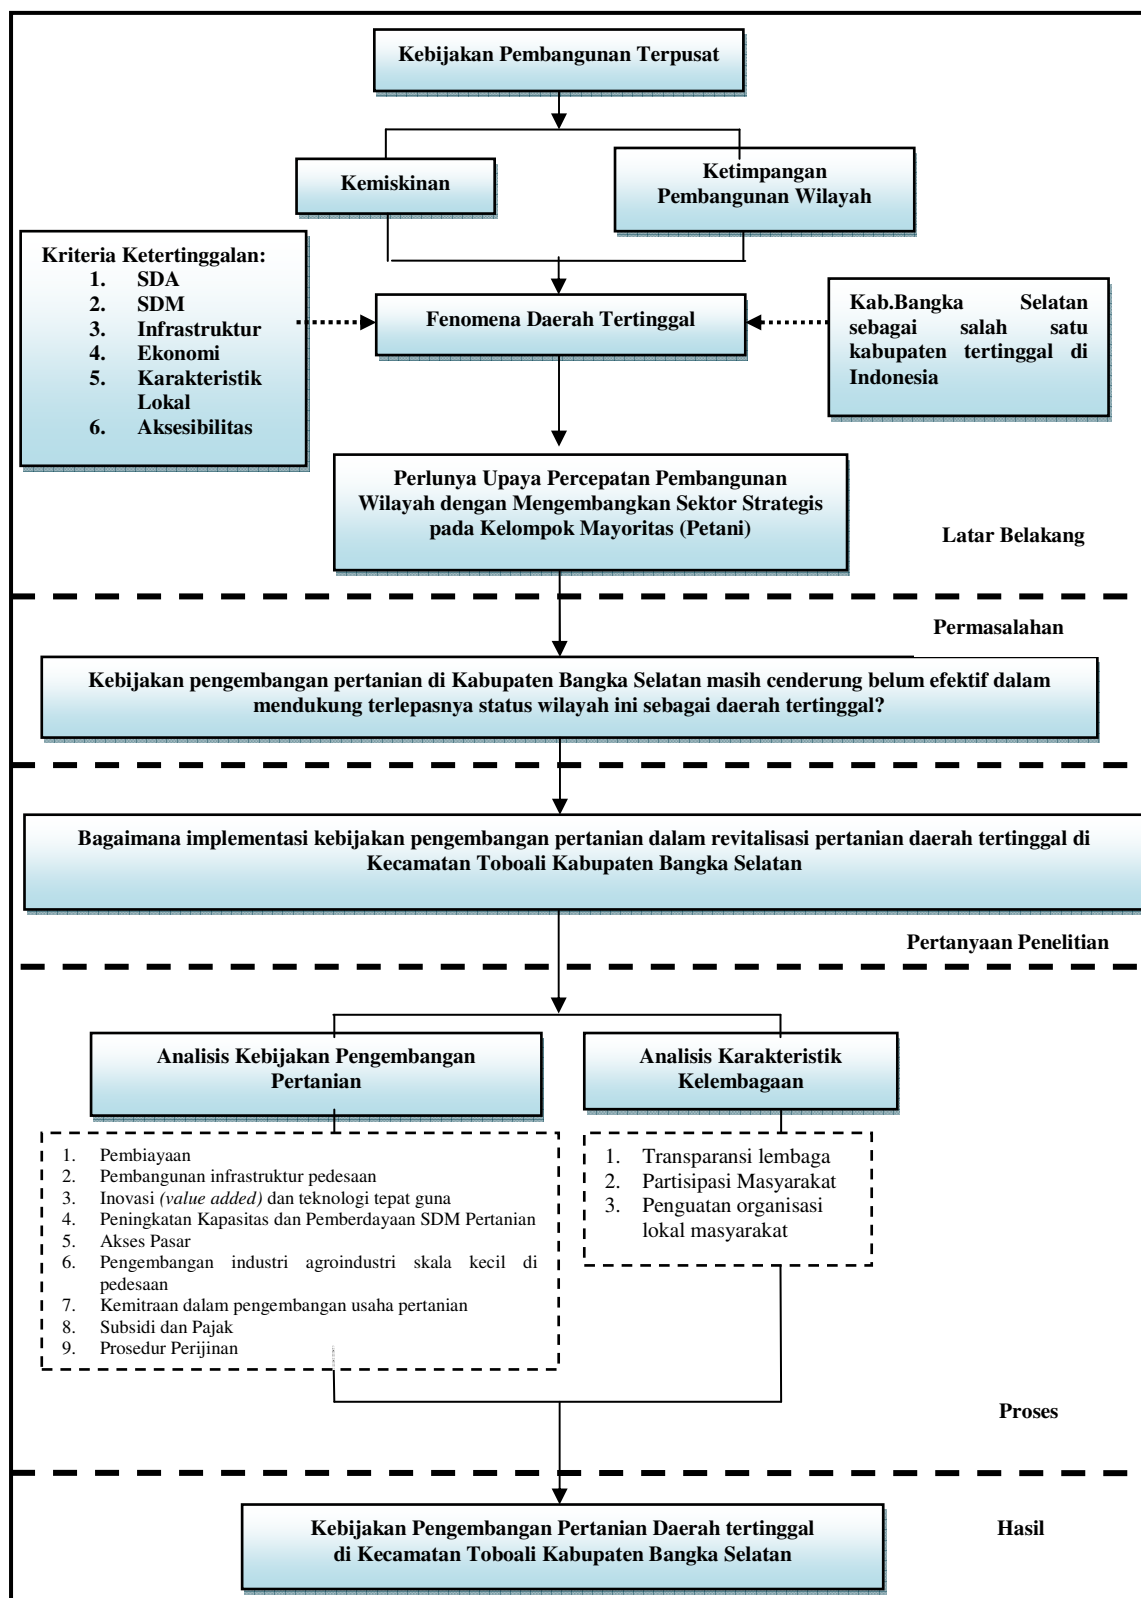 Kebijakan Pembangunan Terpusat
Kemiskinan
Ketimpangan
Pembangunan Wilayah
Kriteria Ketertinggalan:
1. SDA
2. SDM
3. Infrastruktur
4. Ekonomi
5. Karakteristik
Lokal
6. Aksesibilitas
Fenomena Daerah Tertinggal
Kab.Bangka Selatan
sebagai salah satu
kabupaten tertinggal di
Indonesia
Perlunya Upaya Percepatan Pembangunan
Wilayah dengan Mengembangkan Sektor Strategis
pada Kelompok Mayoritas (Petani)
Latar Belakang
Permasalahan
Kebijakan pengembangan pertanian di Kabupaten Bangka Selatan masih cenderung belum efektif dalam
mendukung terlepasnya status wilayah ini sebagai daerah tertinggal?
Bagaimana implementasi kebijakan pengembangan pertanian dalam revitalisasi pertanian daerah tertinggal di
Kecamatan Toboali Kabupaten Bangka Selatan
Pertanyaan Penelitian
Analisis Kebijakan Pengembangan
Pertanian
Analisis Karakteristik
Kelembagaan
1. Pembiayaan
2. Pembangunan infrastruktur pedesaan
3. Inovasi (value added) dan teknologi tepat guna
4. Peningkatan Kapasitas dan Pemberdayaan SDM Pertanian
5. Akses Pasar
6. Pengembangan industri agroindustri skala kecil di
pedesaan
7. Kemitraan dalam pengembangan usaha pertanian
8. Subsidi dan Pajak
9. Prosedur Perijinan
1. Transparansi lembaga
2. Partisipasi Masyarakat
3. Penguatan organisasi
lokal masyarakat
Proses
Kebijakan Pengembangan Pertanian Daerah tertinggal
di Kecamatan Toboali Kabupaten Bangka Selatan
Hasil